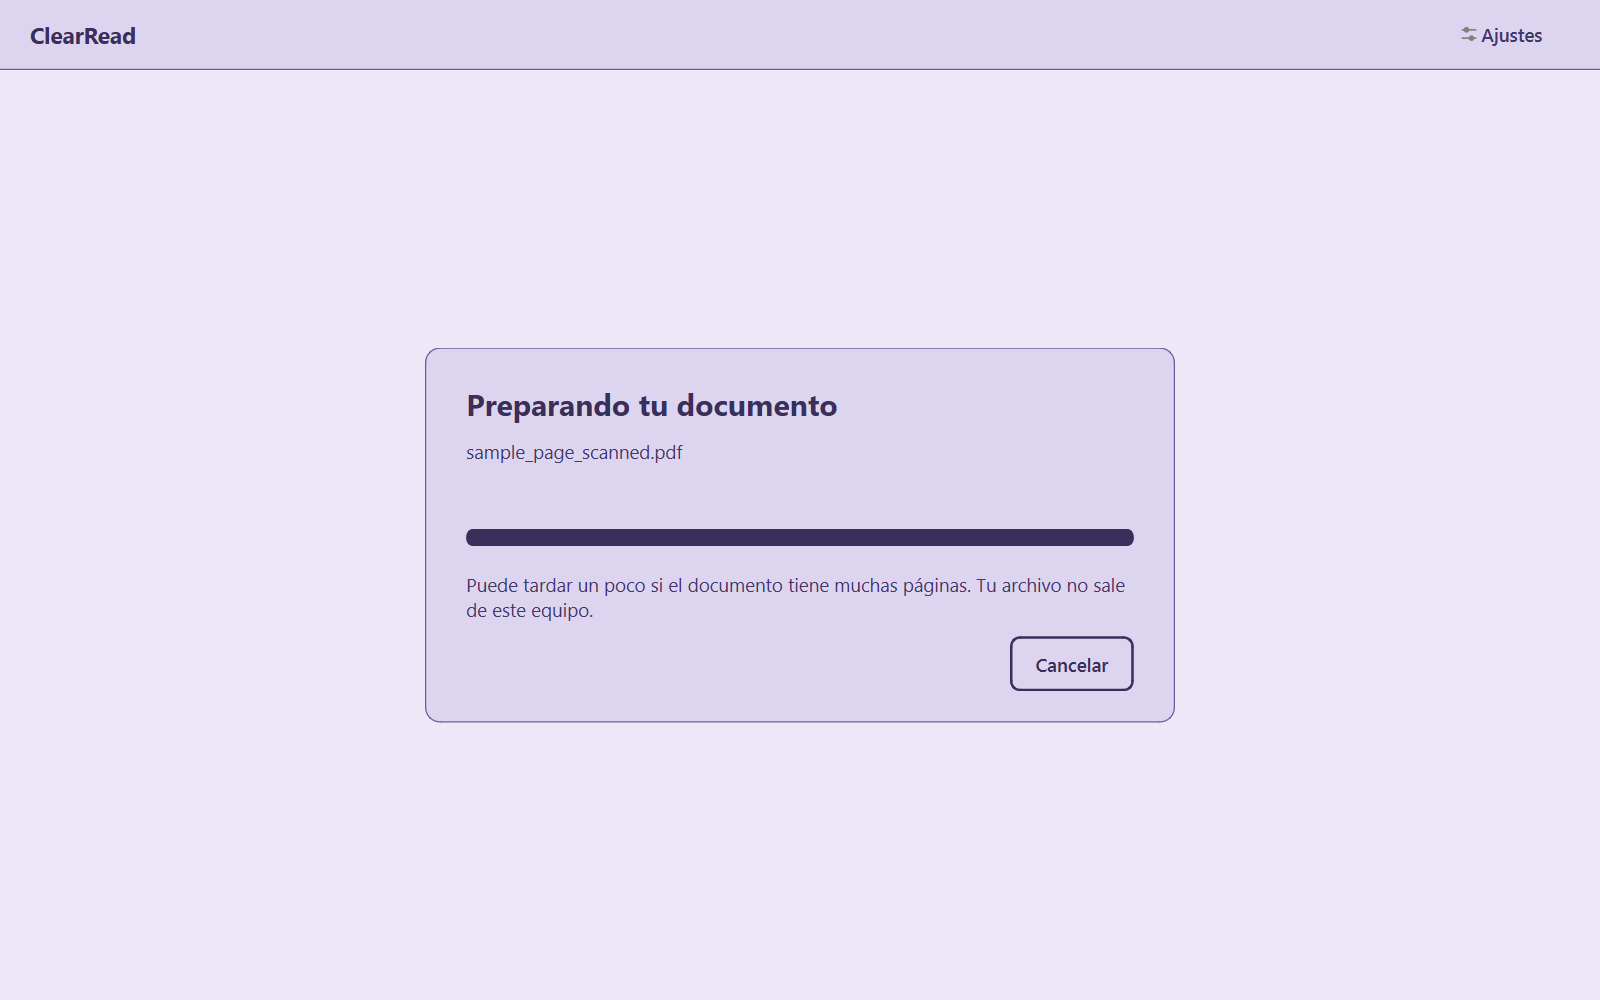 ClearRead
Ajustes
Preparando tu documento
sample_page_scanned.pdf
Puede tardar un poco si el documento tiene muchas páginas. Tu archivo no sale
de este equipo.
Cancelar